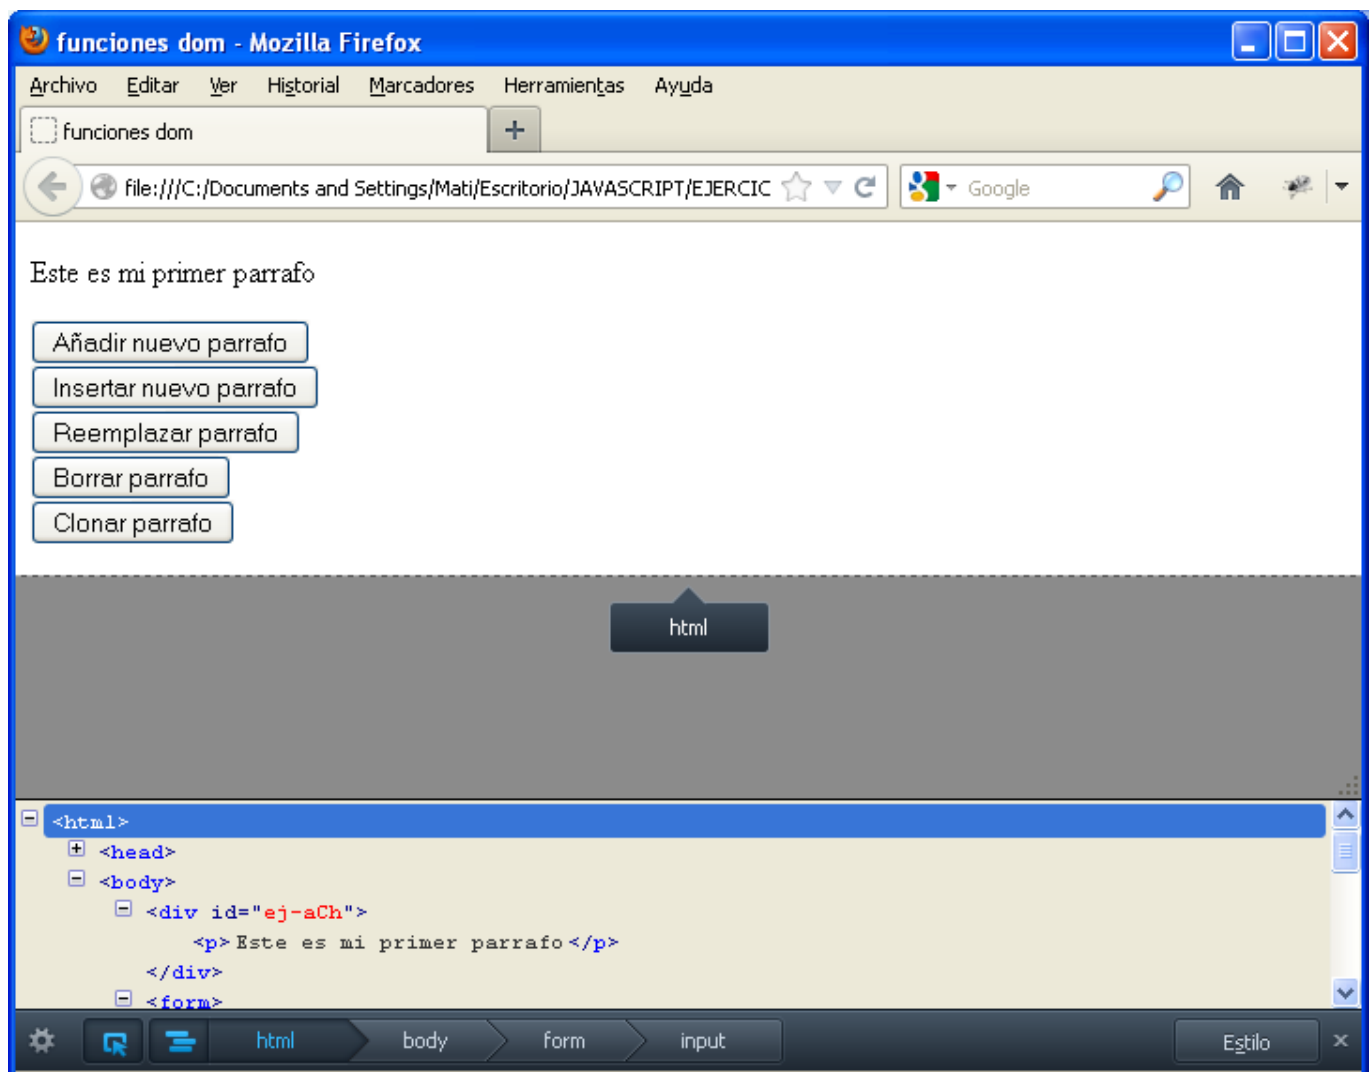 funciones dom - Mozilla Firefox
Archivo Editar Ver Historial Marcadores Herramientas Ayuda
funciones dom
file:///C:/Documents and Settings/Mati/Escritorio/JAVASCRIPT/EJERCIC Google
Este es mi primer parrafo
Añadir nuevo parrafo
Insertar nuevo parrafo
Reemplazar parrafo
Borrar parrafo
Clonar parrafo
html
<html>
<head>
<body>
<div id="ej-aCh">
<p>Este es mi primer parrafo</p>
</div>
<form>
html body form input Estilo